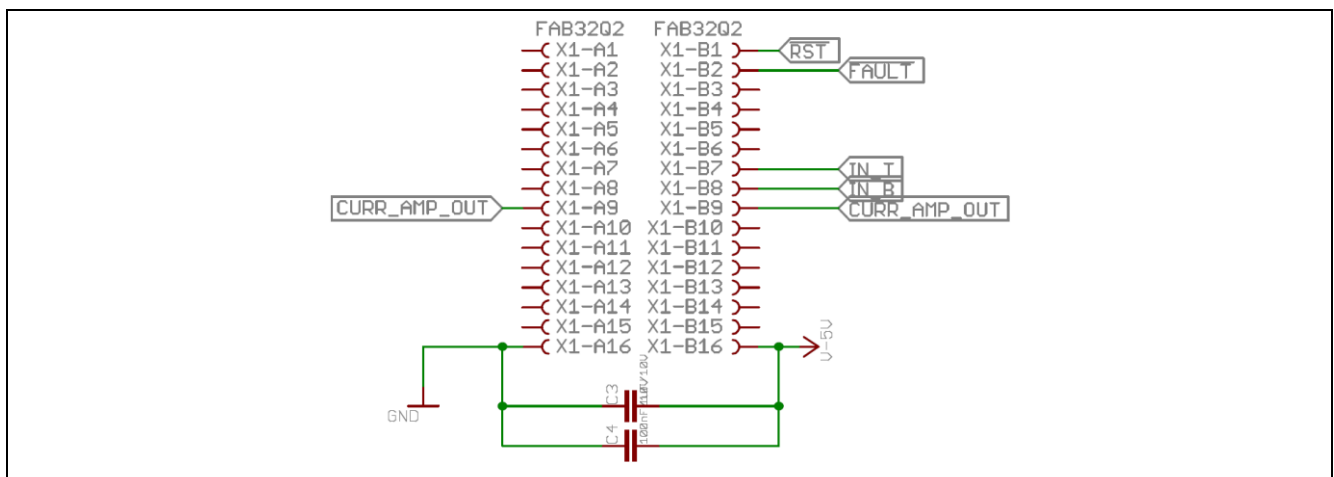 FAB32Q2 FAB32Q2
X1-A1 X1-B1 RST
X1-A2 X1-B2 FAULT
X1-A3 X1-B3
X1-A4 X1-B4
X1-A5 X1-B5
X1-A6 X1-B6
X1-A7 X1-B7 IN_T
X1-A8 X1-B8 IN_B
CURR_AMP_OUT X1-A9 X1-B9 CURR_AMP_OUT
X1-A10 X1-B10
X1-A11 X1-B11
X1-A12 X1-B12
X1-A13 X1-B13
X1-A14 X1-B14
X1-A15 X1-B15
X1-A16 X1-B16 V-5V
GND
C3
C4